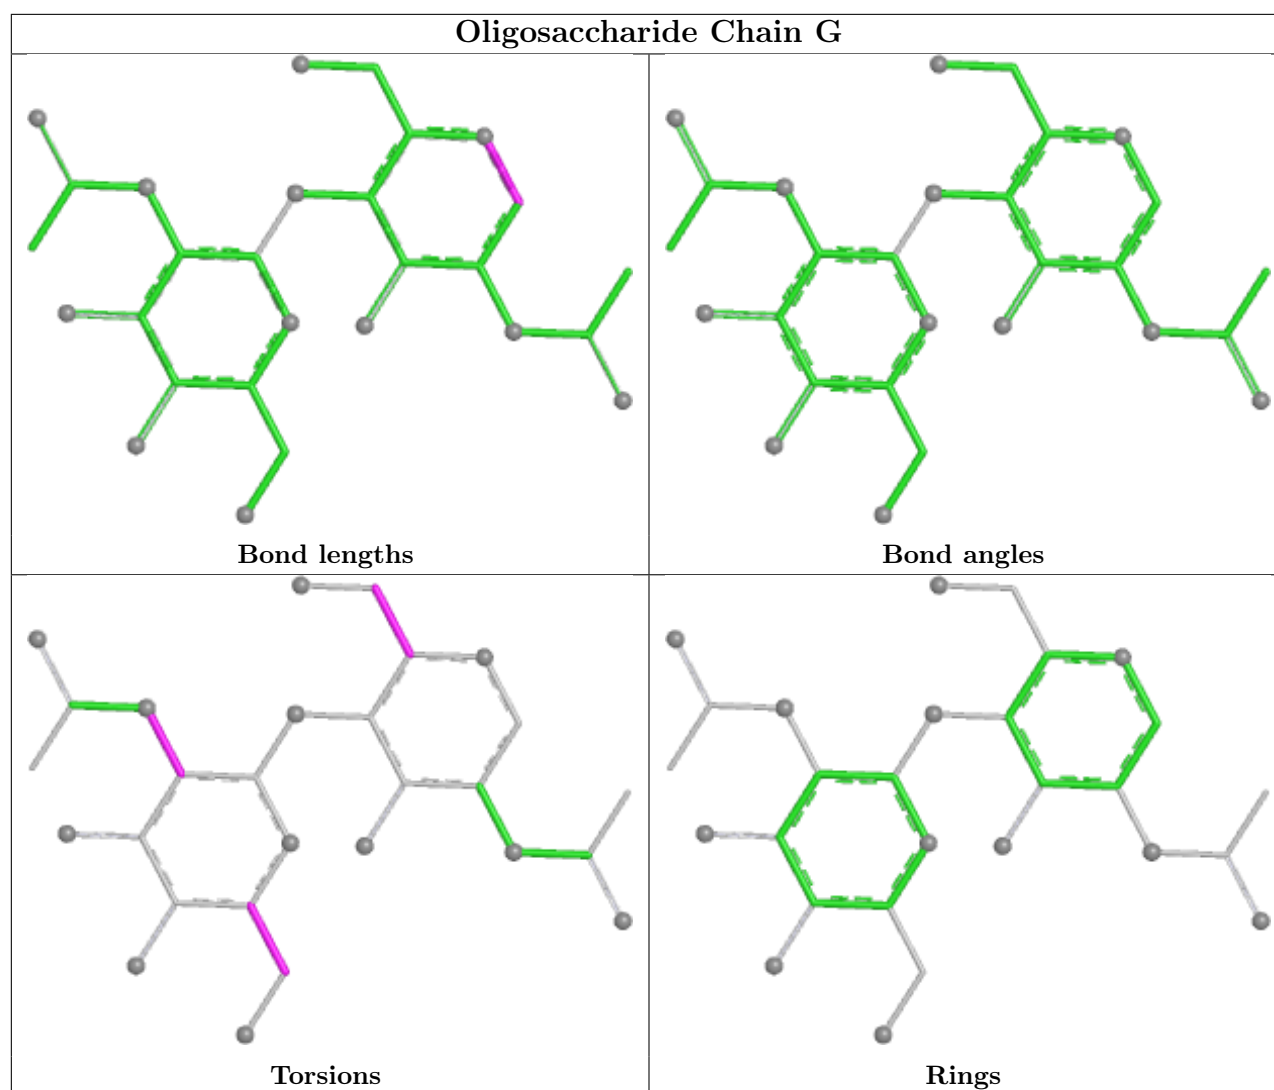 Oligosaccharide Chain G
Bond lengths
Bond angles
Torsions
Rings